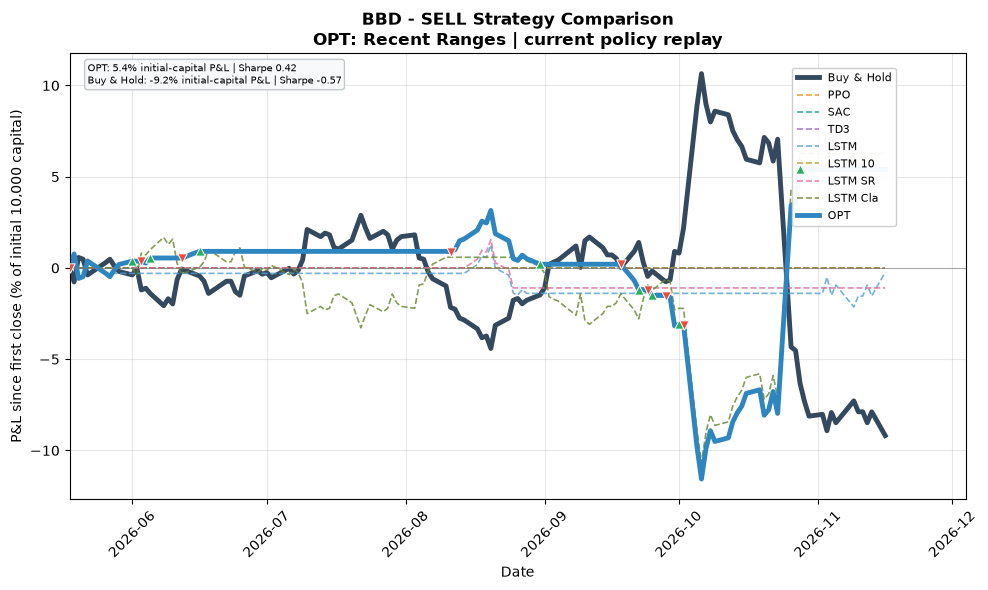 BBD - SELL Strategy Comparison
OPT: Recent Ranges | current policy replay
OPT: 5.4% initial-capital P&L | Sharpe 0.42
Buy & Hold: -9.2% initial-capital P&L | Sharpe -0.57
Buy & Hold
PPO
SAC
TD3
LSTM
LSTM 10
LSTM SR
LSTM Cla
OPT
P&L since first close (% of initial 10,000 capital)
10
5
0
−5
−10
2026-06
2026-07
2026-08
2026-09
2026-10
2026-11
2026-12
Date